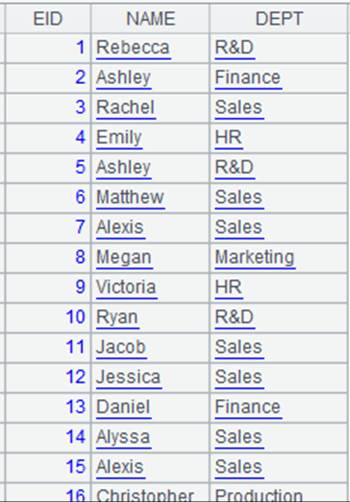 EID NAME DEPT
1 Rebecca R&D
2 Ashley Finance
3 Rachel Sales
4 Emily HR
5 Ashley R&D
6 Matthew Sales
7 Alexis Sales
8 Megan Marketing
9 Victoria HR
10 Ryan R&D
11 Jacob Sales
12 Jessica Sales
13 Daniel Finance
14 Alyssa Sales
15 Alexis Sales
16 Christopher Production